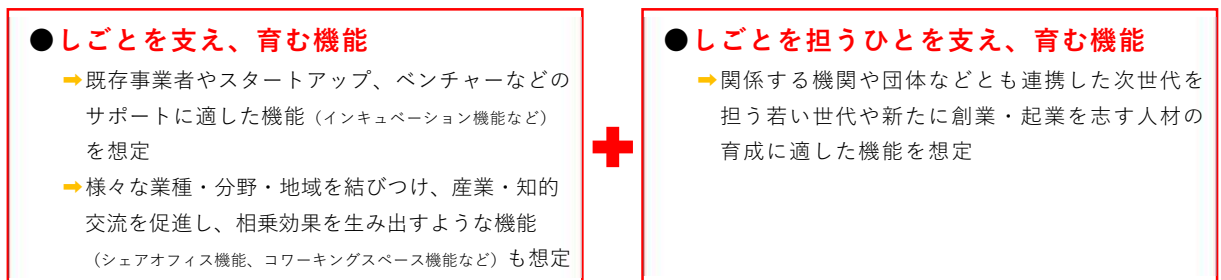 ●しごとを支え、育む機能
➡既存事業者やスタートアップ、ベンチャーなどの
サポートに適した機能（インキュベーション機能など）
を想定
➡様々な業種・分野・地域を結びつけ、産業・知的
交流を促進し、相乗効果を生み出すような機能
（シェアオフィス機能、コワーキングスペース機能など）も想定
●しごとを担うひとを支え、育む機能
➡関係する機関や団体などとも連携した次世代を
担う若い世代や新たに創業・起業を志す人材の
育成に適した機能を想定